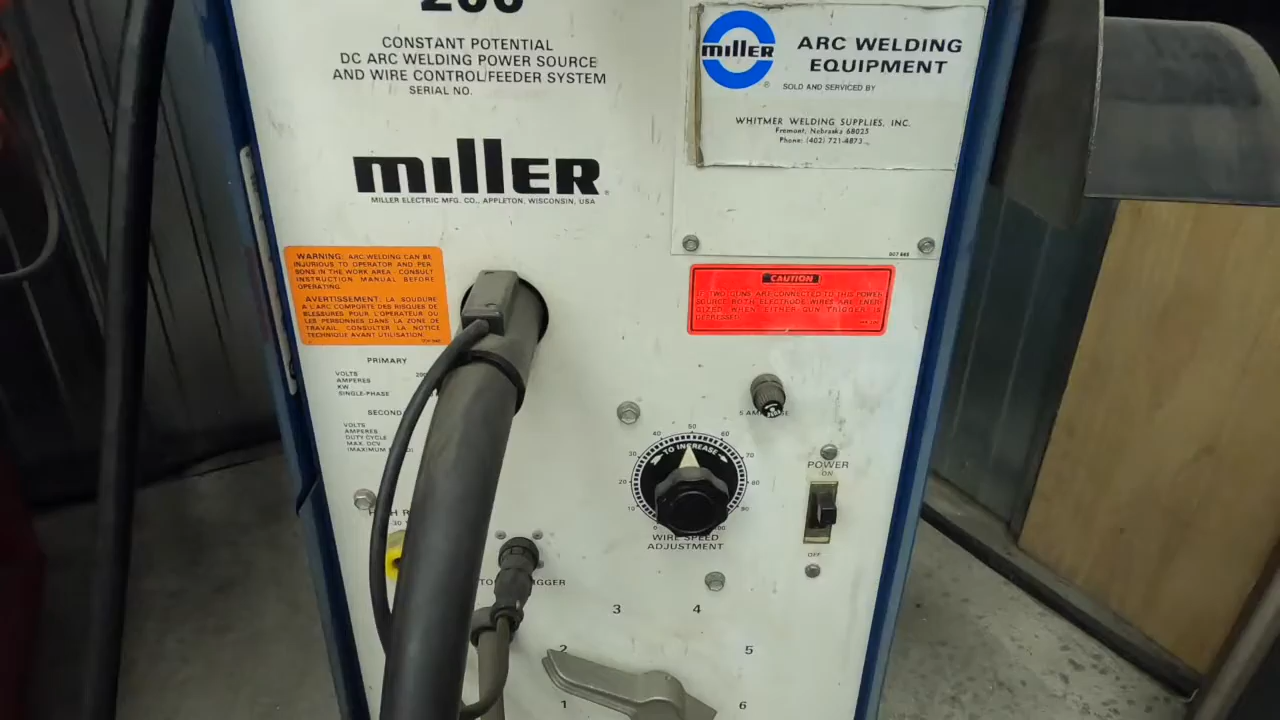 200
CONSTANT POTENTIAL
DC ARC WELDING POWER SOURCE
AND WIRE CONTROL/FEEDER SYSTEM
SERIAL NO.
miller
MILLER ELECTRIC MFG. CO., APPLETON, WISCONSIN, USA
miller
ARC WELDING
EQUIPMENT
SOLD AND SERVICED BY
WHITMER WELDING SUPPLIES, INC.
Fremont, Nebraska 68025
Phone: (402) 721-4873
WARNING: ARC WELDING CAN BE
INJURIOUS TO OPERATOR AND PER-
SONS IN THE WORK AREA - CONSULT
INSTRUCTION MANUAL BEFORE
OPERATING.
AVERTISSEMENT: LA SOUDURE
A L'ARC COMPORTE DES RISQUES DE
BLESSURES POUR L'OPERATEUR OU
LES PERSONNES DANS LA ZONE DE
TRAVAIL. CONSULTER LA NOTICE
TECHNIQUE AVANT UTILISATION.
CAUTION
IF TWO GUNS ARE CONNECTED TO THIS POWER
SOURCE BOTH ELECTRODE WIRES ARE ENER-
GIZED WHEN EITHER GUN TRIGGER IS
DEPRESSED.
PRIMARY
VOLTS
AMPERES
KW
SINGLE-PHASE
SECOND
VOLTS
AMPERES
DUTY CYCLE
MAX. OCV
5 AM
TO INCREASE
0 10 20 30 40 50 60 70 80 90 100
WIRE SPEED
ADJUSTMENT
POWER
ON
OFF
30
1 2 3 4 5 6